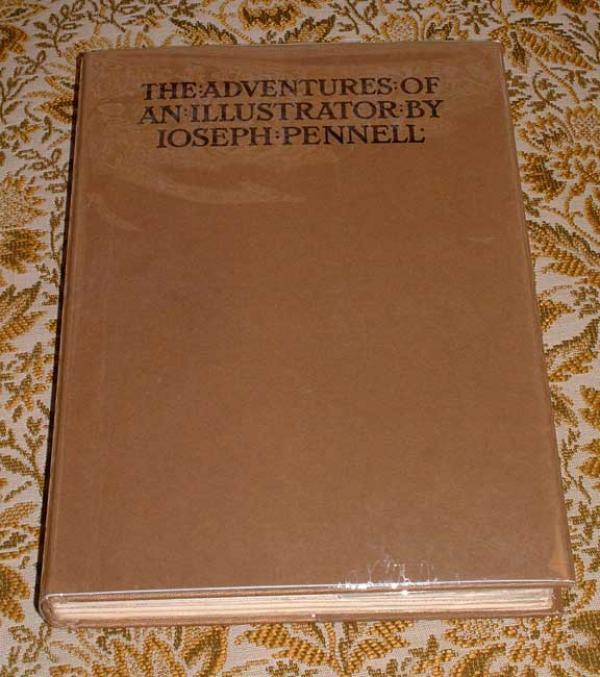 THE:ADVENTURES:OF
AN:ILLUSTRATOR:BY
IOSEPH:PENNELL: